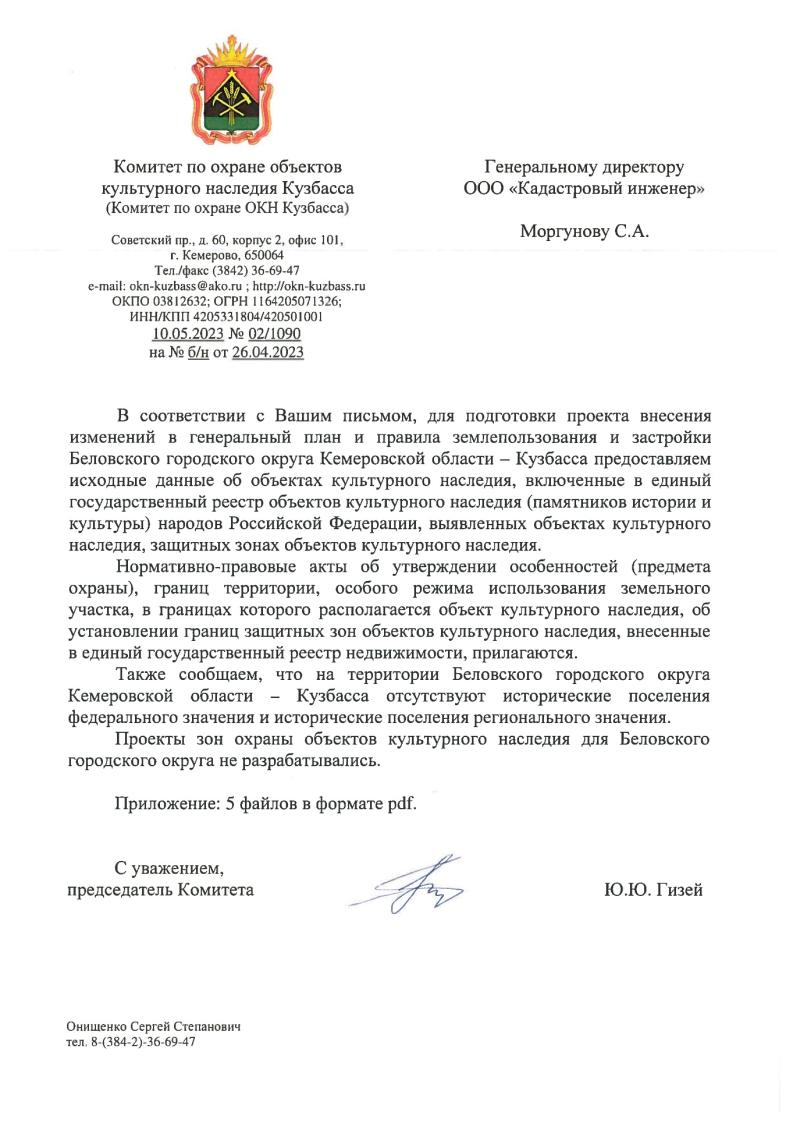 Комитет по охране объектов
культурного наследия Кузбасса
(Комитет по охране ОКН Кузбасса)
Советский пр., д. 60, корпус 2, офис 101,
г. Кемерово, 650064
Тел./факс (3842) 36-69-47
e-mail: okn-kuzbass@ako.ru ; http://okn-kuzbass.ru
ОКПО 03812632; ОГРН 1164205071326;
ИНН/КПП 4205331804/420501001
10.05.2023 № 02/1090
на № б/н от 26.04.2023
Генеральному директору
ООО «Кадастровый инженер»
Моргунову С.А.
В соответствии с Вашим письмом, для подготовки проекта внесения
изменений в генеральный план и правила землепользования и застройки
Беловского городского округа Кемеровской области – Кузбасса предоставляем
исходные данные об объектах культурного наследия, включенные в единый
государственный реестр объектов культурного наследия (памятников истории и
культуры) народов Российской Федерации, выявленных объектах культурного
наследия, защитных зонах объектов культурного наследия.
Нормативно-правовые акты об утверждении особенностей (предмета
охраны), границ территории, особого режима использования земельного
участка, в границах которого располагается объект культурного наследия, об
установлении границ защитных зон объектов культурного наследия, внесенные
в единый государственный реестр недвижимости, прилагаются.
Также сообщаем, что на территории Беловского городского округа
Кемеровской области – Кузбасса отсутствуют исторические поселения
федерального значения и исторические поселения регионального значения.
Проекты зон охраны объектов культурного наследия для Беловского
городского округа не разрабатывались.
Приложение: 5 файлов в формате pdf.
С уважением,
председатель Комитета
Ю.Ю. Гизей
Онищенко Сергей Степанович
тел. 8-(384-2)-36-69-47